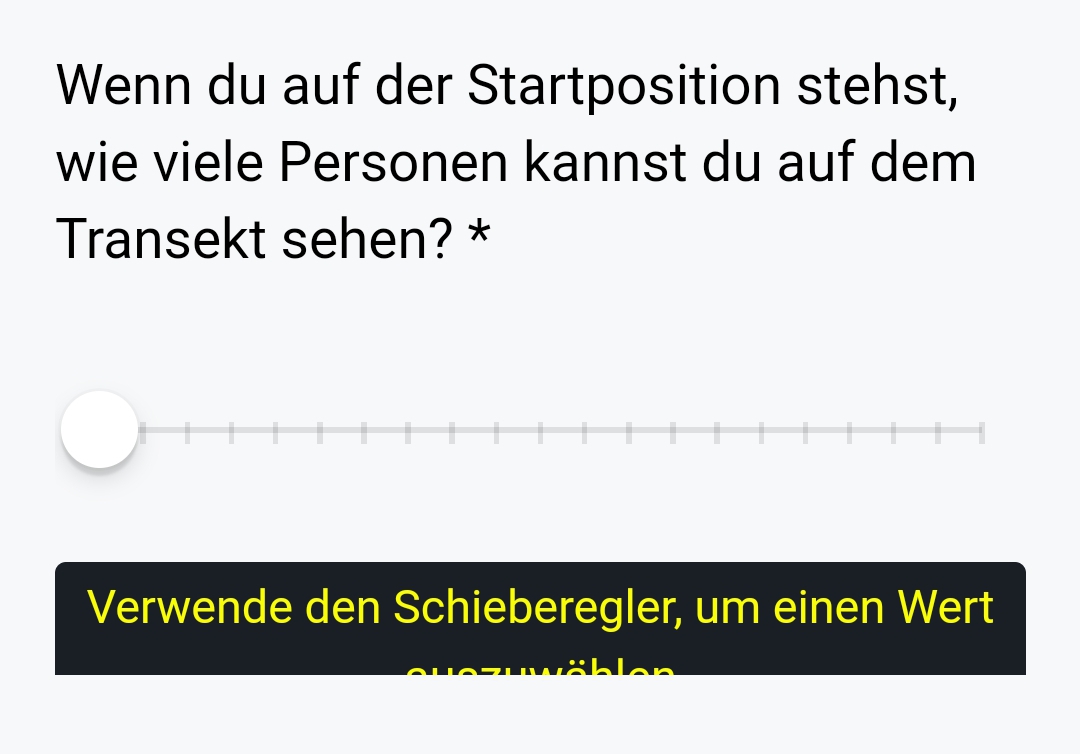 Wenn du auf der Startposition stehst,
wie viele Personen kannst du auf dem
Transekt sehen? *
Verwende den Schieberegler, um einen Wert
auszuwählen